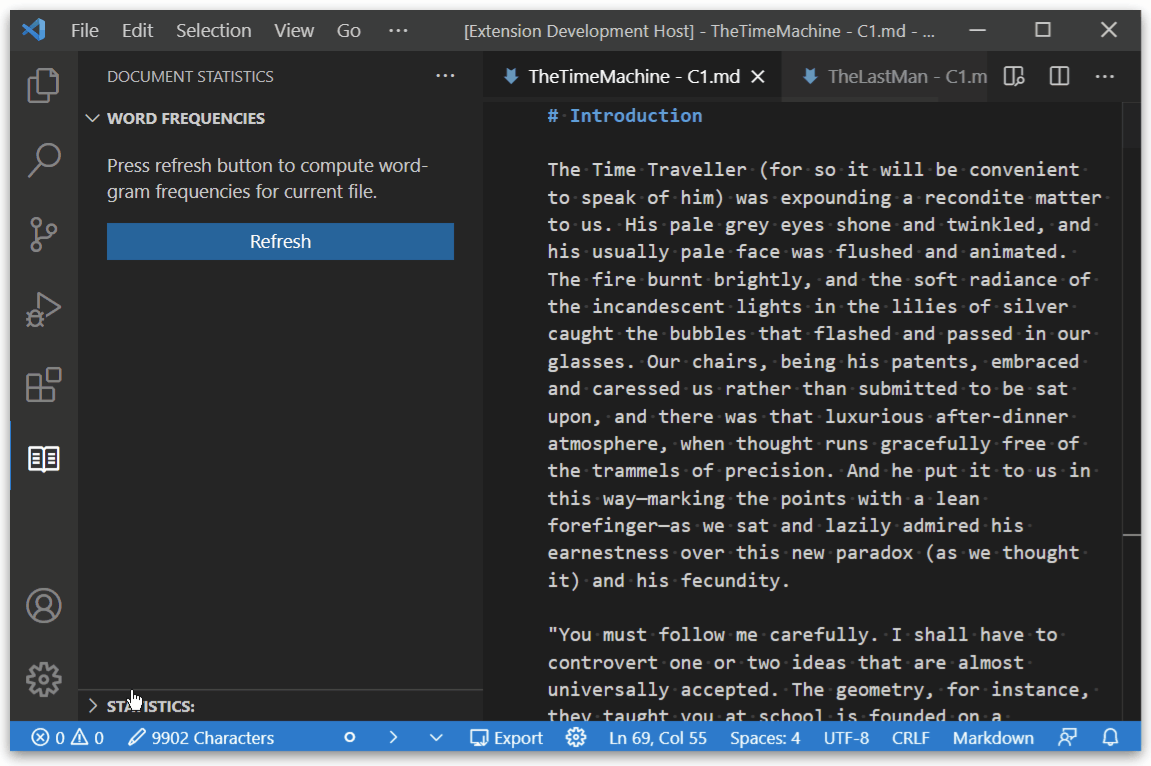 File Edit Selection View Go ··· [Extension Development Host] - TheTimeMachine - C1.md - ...
DOCUMENT STATISTICS
WORD FREQUENCIES
Press refresh button to compute word-
gram frequencies for current file.
Refresh
STATISTICS:
TheTimeMachine - C1.md
TheLastMan - C1.m
# Introduction
The Time Traveller (for so it will be convenient
to speak of him) was expounding a recondite matter
to us. His pale grey eyes shone and twinkled, and
his usually pale face was flushed and animated.
The fire burnt brightly, and the soft radiance of
the incandescent lights in the lilies of silver
caught the bubbles that flashed and passed in our
glasses. Our chairs, being his patents, embraced
and caressed us rather than submitted to be sat
upon, and there was that luxurious after-dinner
atmosphere, when thought runs gracefully free of
the trammels of precision. And he put it to us in
this way—marking the points with a lean
forefinger—as we sat and lazily admired his
earnestness over this new paradox (as we thought
it) and his fecundity.
"You must follow me carefully. I shall have to
controvert one or two ideas that are almost
universally accepted. The geometry, for instance,
they taught you at school is founded on a
0 0 9902 Characters Export Ln 69, Col 55 Spaces: 4 UTF-8 CRLF Markdown